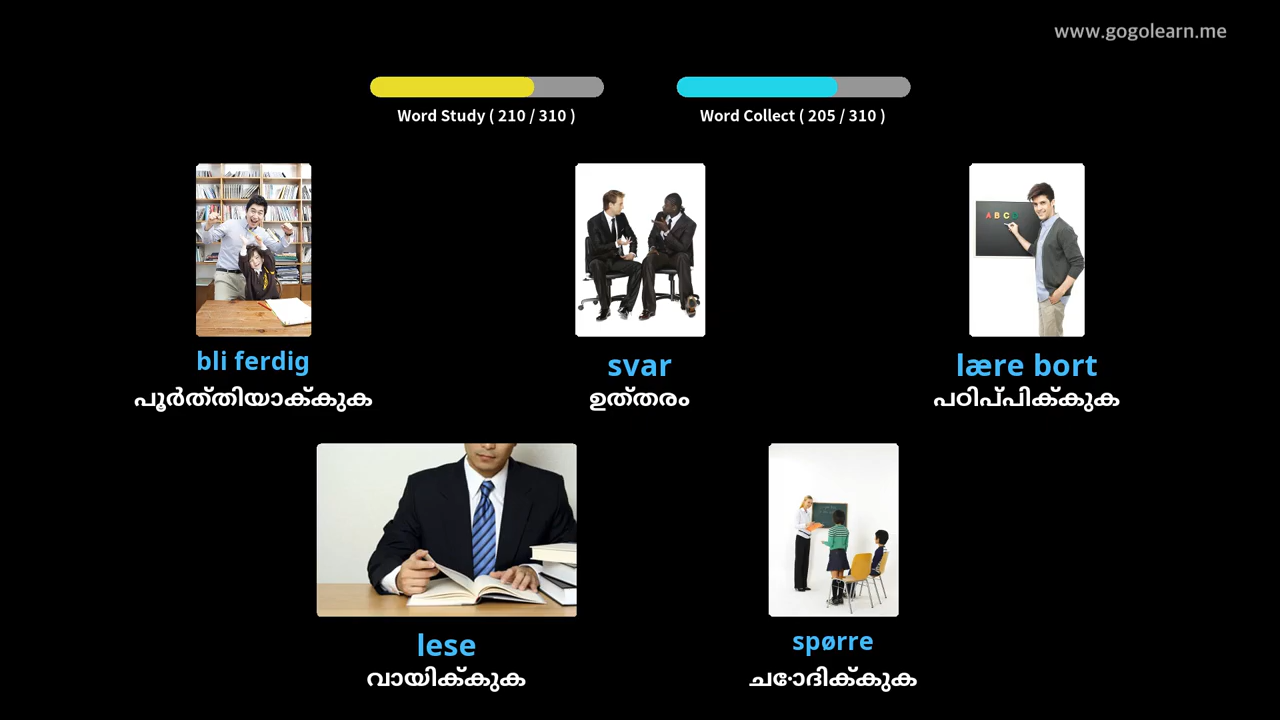 www.gogolearn.me
Word Study ( 210 / 310 )
Word Collect ( 205 / 310 )
A B C D
bli ferdig
svar
lære bort
പൂർത്തിയാക്കുക
ഉത്തരം
പഠിപ്പിക്കുക
lese
spørre
വായിക്കുക
ചോദിക്കുക